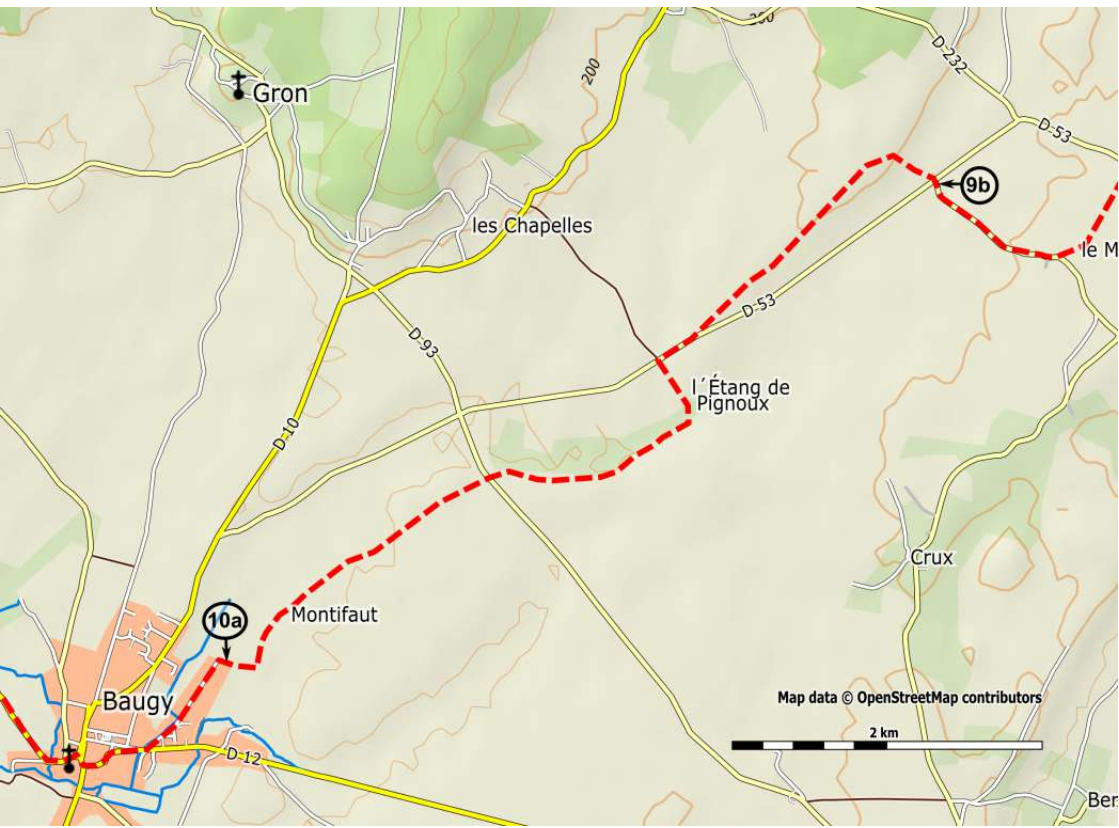 200
D-232
Gron
200
D-53
9b
les Chapelles
le M
D-53
D-93
l´Étang de
Pignoux
D-10
Crux
10a
Montifaut
Baugy
Map data © OpenStreetMap contributors
2 km
D-12
Ber